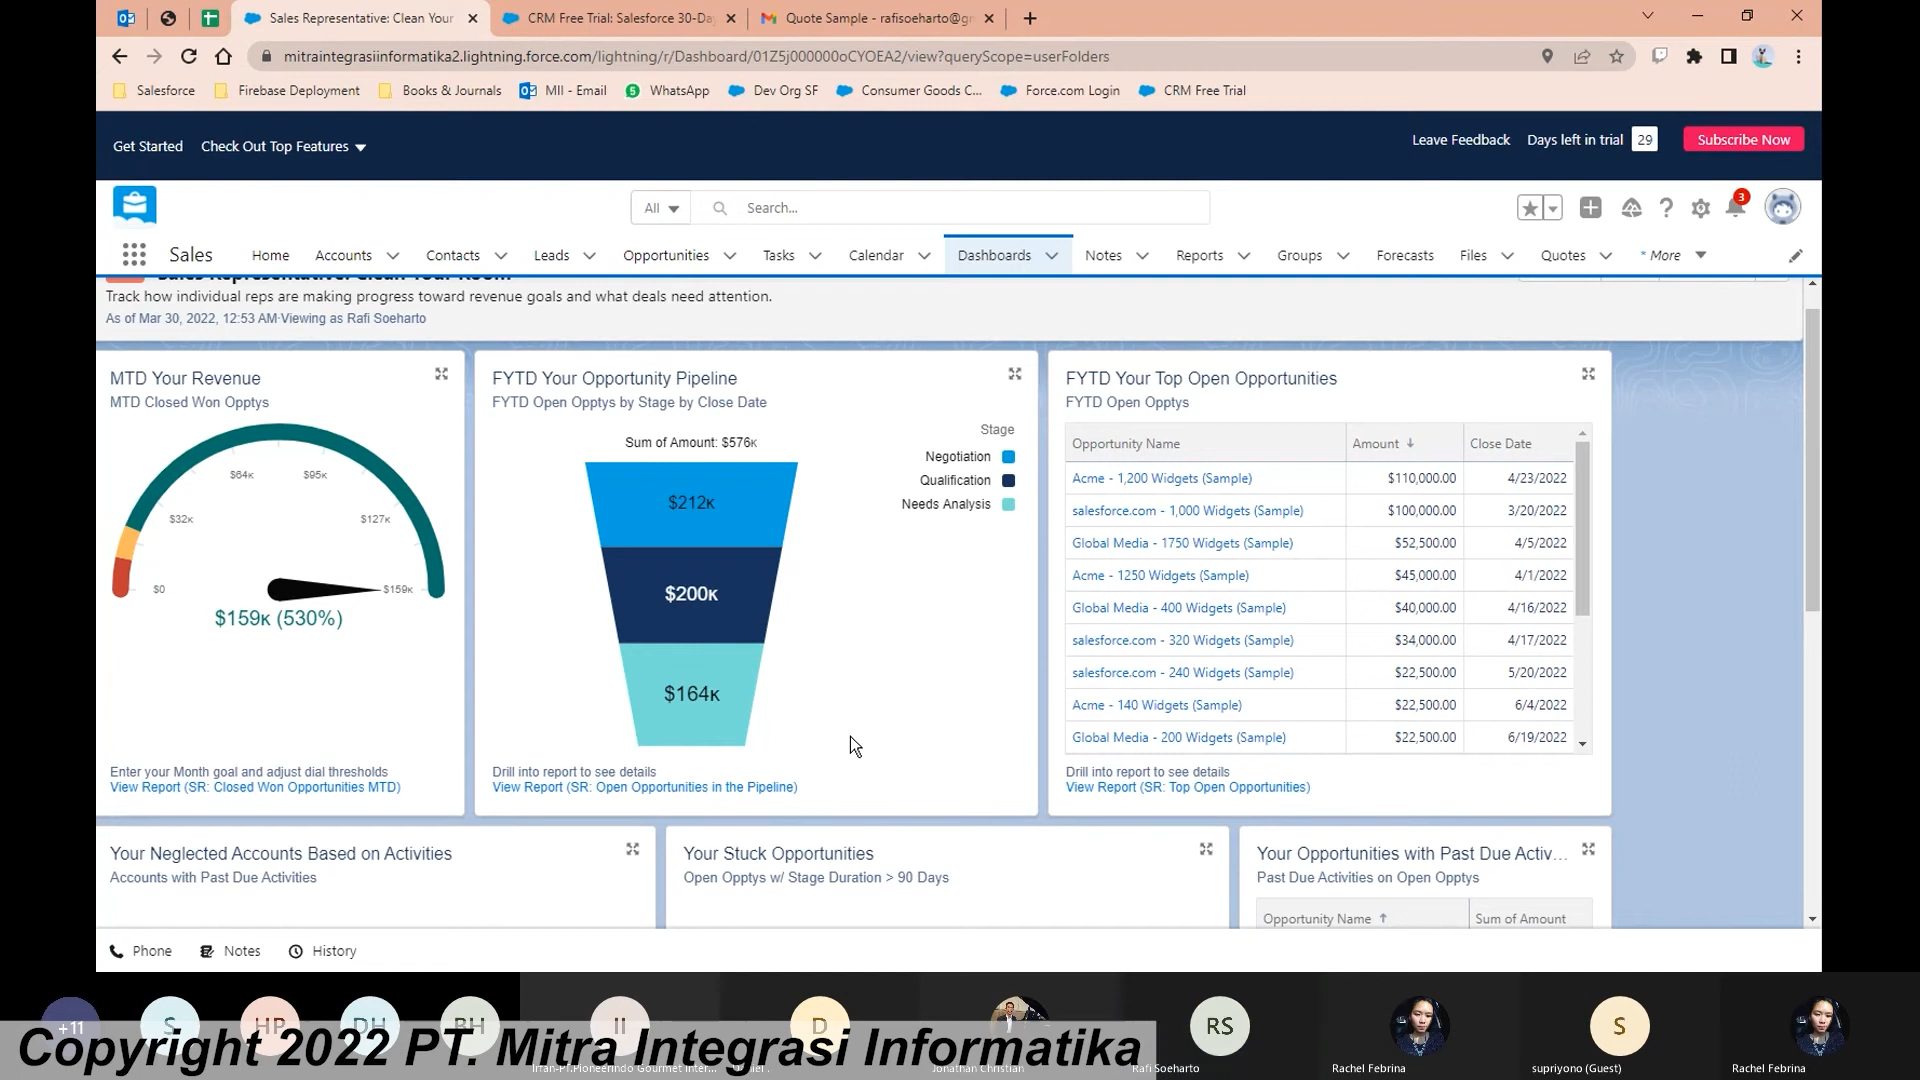 Sales Representative: Clean Your
CRM Free Trial: Salesforce 30-Da
Quote Sample - rafisoeharto@gm
mitraintegrasiinformatika2.lightning.force.com/lightning/r/Dashboard/01Z5j000000oCYOEA2/view?queryScope=userFolders
Salesforce Firebase Deployment Books & Journals MII - Email WhatsApp Dev Org SF Consumer Goods C... Force.com Login CRM Free Trial
Get Started Check Out Top Features
Leave Feedback Days left in trial 29 Subscribe Now
All Search... 3
Sales Home Accounts Contacts Leads Opportunities Tasks Calendar Dashboards Notes Reports Groups Forecasts Files Quotes * More
Sales Representative: Clean Your Room
Track how individual reps are making progress toward revenue goals and what deals need attention.
As of Mar 30, 2022, 12:53 AM·Viewing as Rafi Soeharto
MTD Your Revenue
MTD Closed Won Opptys
$64K $95K
$32K $127K
$0 $159K
$159K (530%)
Enter your Month goal and adjust dial thresholds
View Report (SR: Closed Won Opportunities MTD)
FYTD Your Opportunity Pipeline
FYTD Open Opptys by Stage by Close Date
Sum of Amount: $576K
Stage
Negotiation
Qualification
Needs Analysis
$212K
$200K
$164K
Drill into report to see details
View Report (SR: Open Opportunities in the Pipeline)
FYTD Your Top Open Opportunities
FYTD Open Opptys
Opportunity Name Amount ↓ Close Date
Acme - 1,200 Widgets (Sample) $110,000.00 4/23/2022
salesforce.com - 1,000 Widgets (Sample) $100,000.00 3/20/2022
Global Media - 1750 Widgets (Sample) $52,500.00 4/5/2022
Acme - 1250 Widgets (Sample) $45,000.00 4/1/2022
Global Media - 400 Widgets (Sample) $40,000.00 4/16/2022
salesforce.com - 320 Widgets (Sample) $34,000.00 4/17/2022
salesforce.com - 240 Widgets (Sample) $22,500.00 5/20/2022
Acme - 140 Widgets (Sample) $22,500.00 6/4/2022
Global Media - 200 Widgets (Sample) $22,500.00 6/19/2022
Drill into report to see details
View Report (SR: Top Open Opportunities)
Your Neglected Accounts Based on Activities
Accounts with Past Due Activities
Your Stuck Opportunities
Open Opptys w/ Stage Duration > 90 Days
Your Opportunities with Past Due Activ...
Past Due Activities on Open Opptys
Opportunity Name ↑ Sum of Amount
Phone Notes History
+11 S HP DH BH II D RS S
Copyright 2022 PT. Mitra Integrasi Informatika
Jonathan Christian Rafi Soeharto Rachel Febrina supriyono (Guest) Rachel Febrina